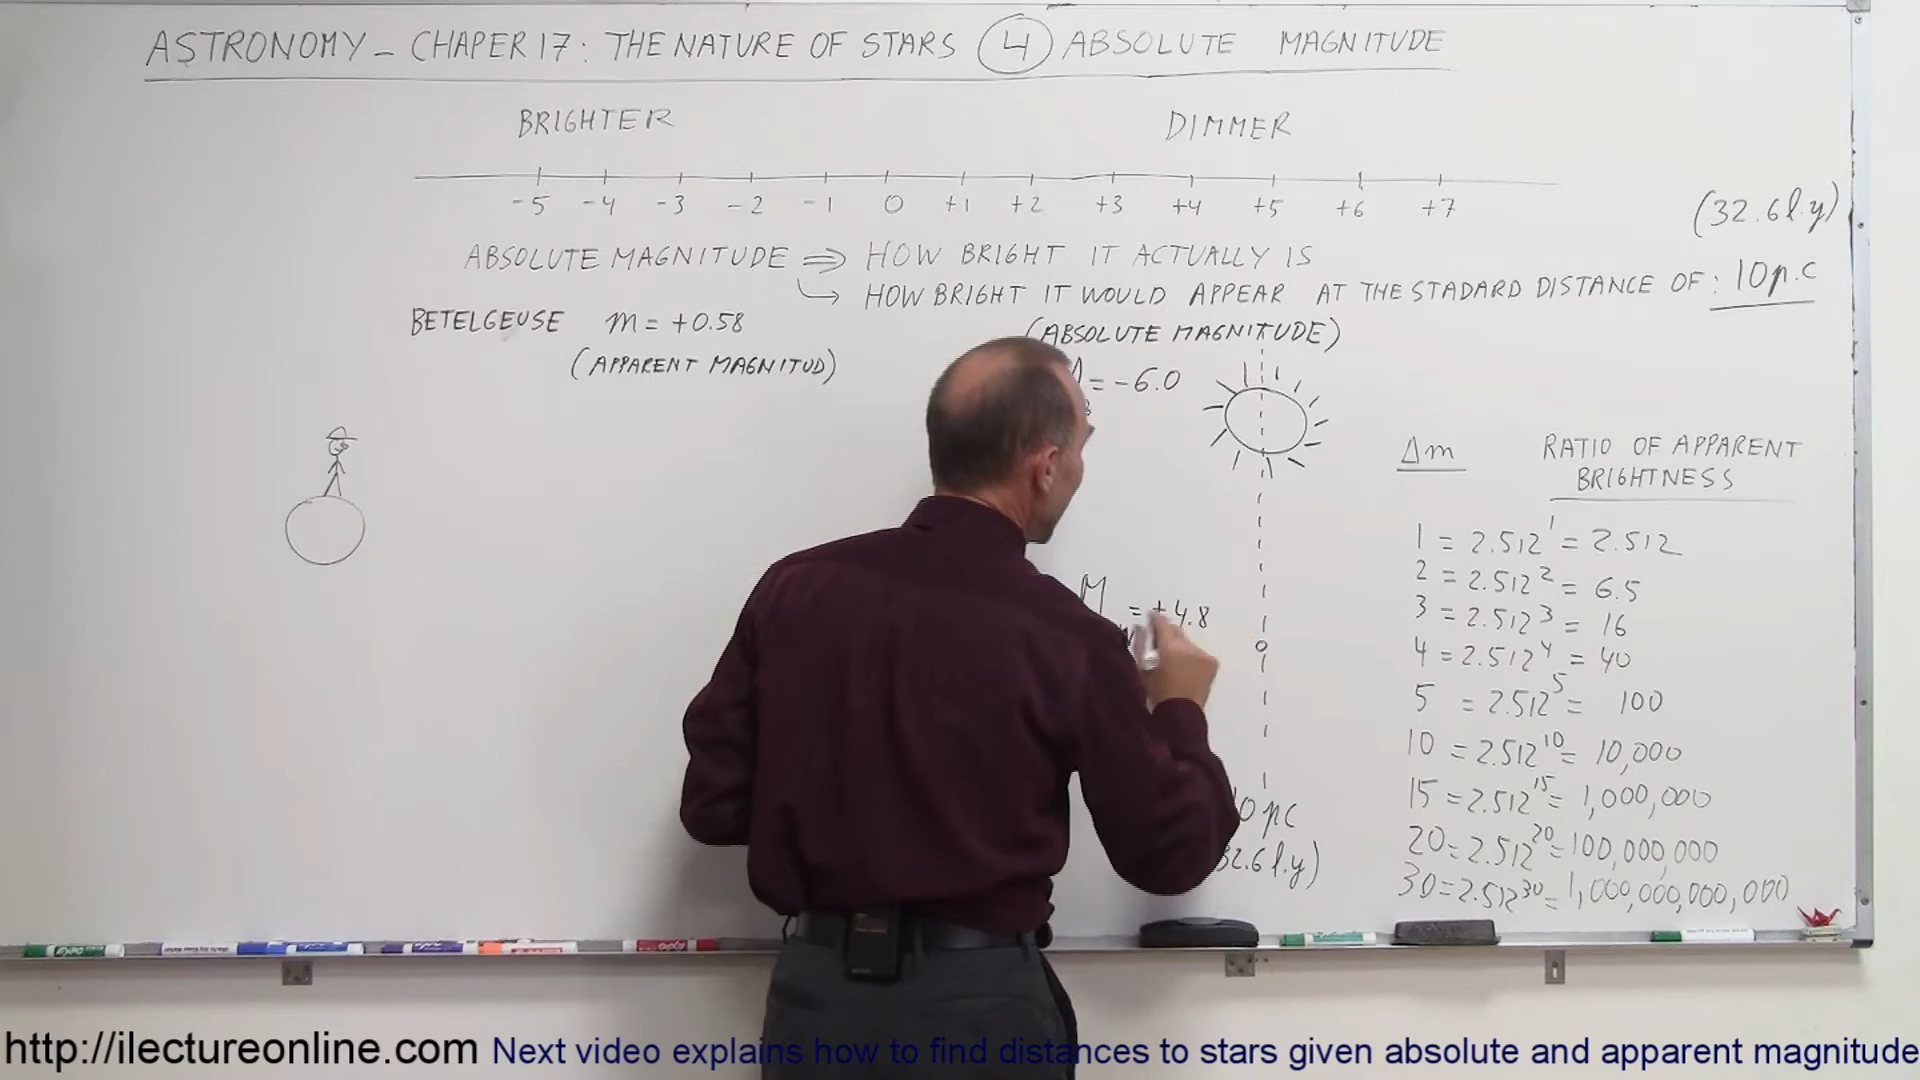 ASTRONOMY - CHAPER 17: THE NATURE OF STARS 4 ABSOLUTE MAGNITUDE
BRIGHTER DIMMER
-5 -4 -3 -2 -1 0 +1 +2 +3 +4 +5 +6 +7
(32.6 l.y)
ABSOLUTE MAGNITUDE ⇒ HOW BRIGHT IT ACTUALLY IS
↳ HOW BRIGHT IT WOULD APPEAR AT THE STADARD DISTANCE OF: 10 p.c
BETELGEUSE m = +0.58
(ABSOLUTE MAGNITUDE)
(APPARENT MAGNITUD)
= -6.0
Δm RATIO OF APPARENT
BRIGHTNESS
1 = 2.512¹ = 2.512
2 = 2.512² = 6.5
M = +4.8
3 = 2.512³ = 16
4 = 2.512⁴ = 40
5 = 2.512⁵ = 100
10 = 2.512¹⁰ = 10,000
15 = 2.512¹⁵ = 1,000,000
0 pc
20 = 2.512²⁰ = 100,000,000
32.6 l.y)
30 = 2.512³⁰ = 1,000,000,000,000
http://ilectureonline.com Next video explains how to find distances to stars given absolute and apparent magnitude